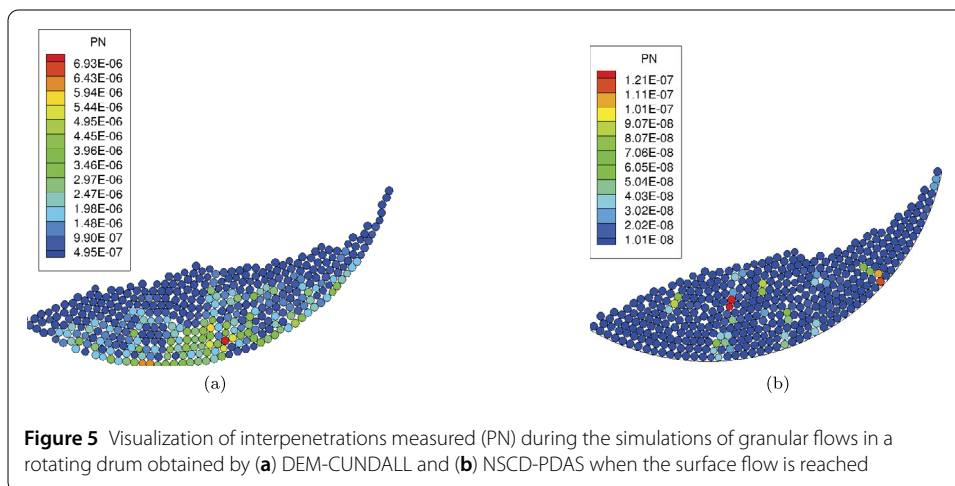 PN
6.93E-06
6.43E-06
5.94E-06
5.44E-06
4.95E-06
4.45E-06
3.96E-06
3.46E-06
2.97E-06
2.47E-06
1.98E-06
1.48E-06
9.90E-07
4.95E-07
(a)
PN
1.21E-07
1.11E-07
1.01E-07
9.07E-08
8.07E-08
7.06E-08
6.05E-08
5.04E-08
4.03E-08
3.02E-08
2.02E-08
1.01E-08
(b)
Figure 5 Visualization of interpenetrations measured (PN) during the simulations of granular flows in a
rotating drum obtained by (a) DEM-CUNDALL and (b) NSCD-PDAS when the surface flow is reached